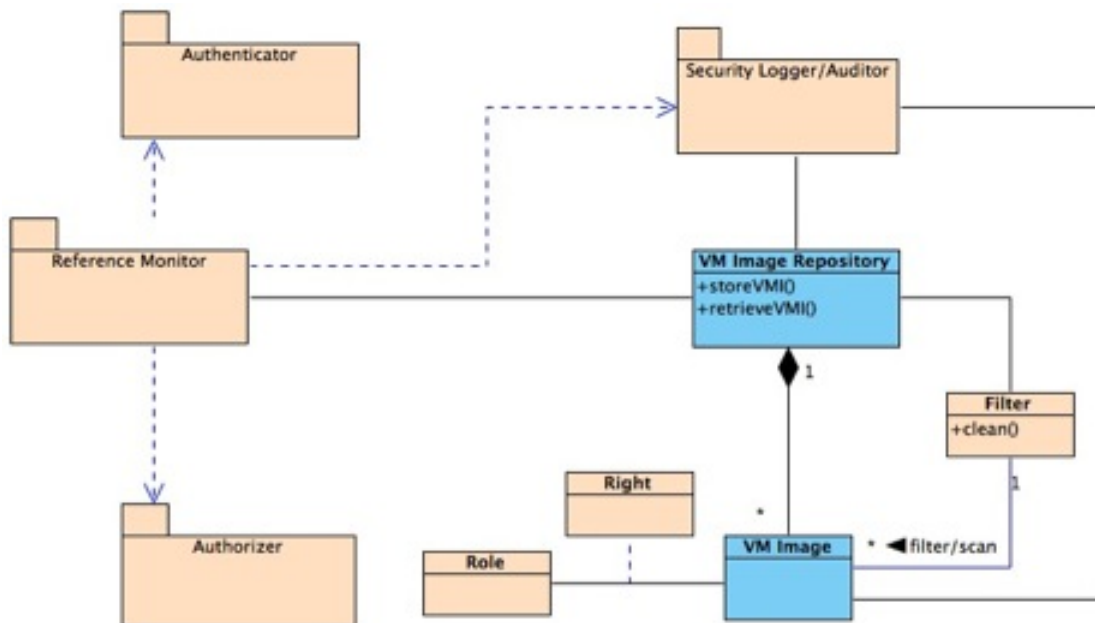 Authenticator
Security Logger/Auditor
Reference Monitor
VM Image Repository
+storeVMI()
+retrieveVMI()
1
Filter
+clean()
1
Right
*
VM Image
* ◀filter/scan
Authorizer
Role